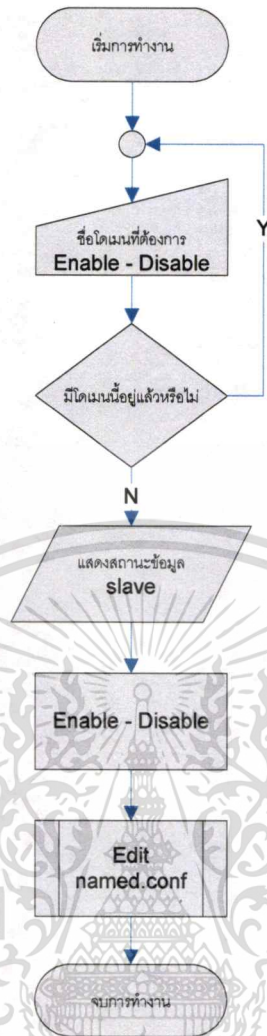 เริ่มการทำงาน
ชื่อโดเมนที่ต้องการ
Enable - Disable
Y
มีโดเมนนี้อยู่แล้วหรือไม่
N
แสดงสถานะข้อมูล
slave
Enable - Disable
Edit
named.conf
จบการทำงาน